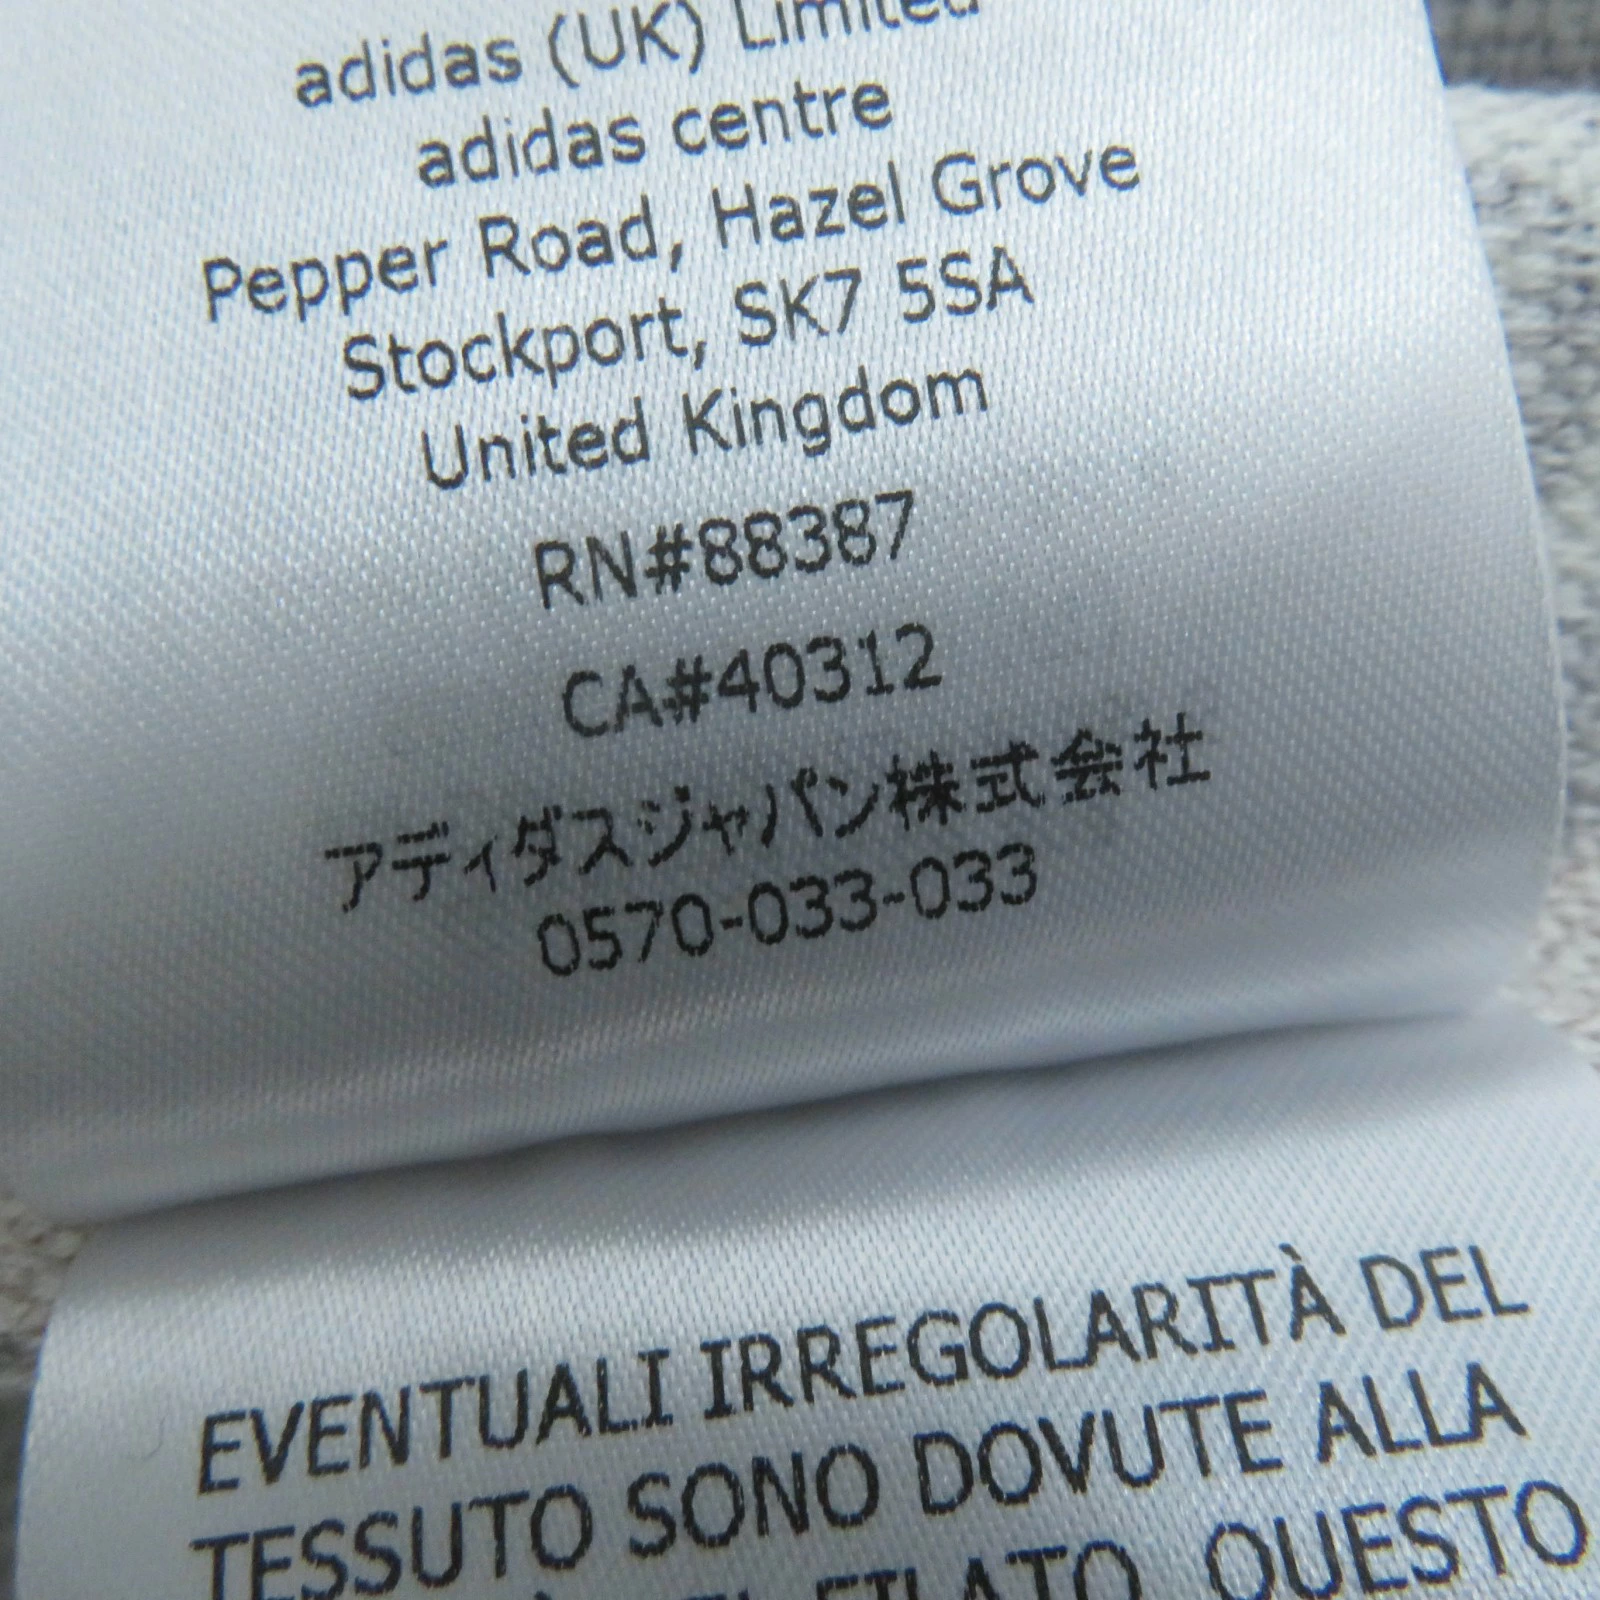 adidas (UK) Limited
adidas centre
Pepper Road, Hazel Grove
Stockport, SK7 5SA
United Kingdom
RN#88387
CA#40312
アディダスジャパン株式会社
0570-033-033
EVENTUALI IRREGOLARITÀ DEL
TESSUTO SONO DOVUTE ALLA
FILATO. QUESTO